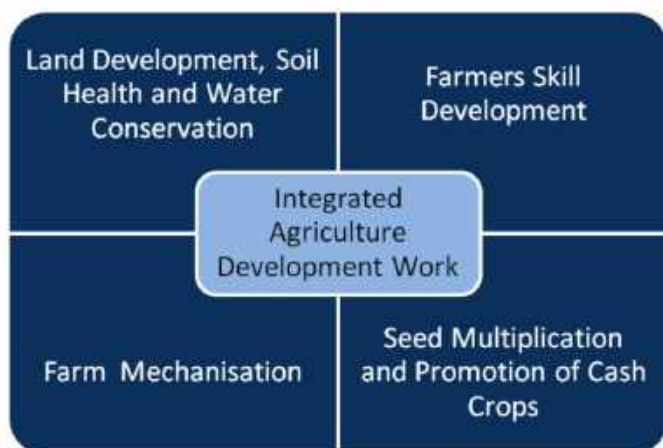 Land Development, Soil
Health and Water
Conservation
Farmers Skill
Development
Integrated
Agriculture
Development Work
Farm Mechanisation
Seed Multiplication
and Promotion of Cash
Crops